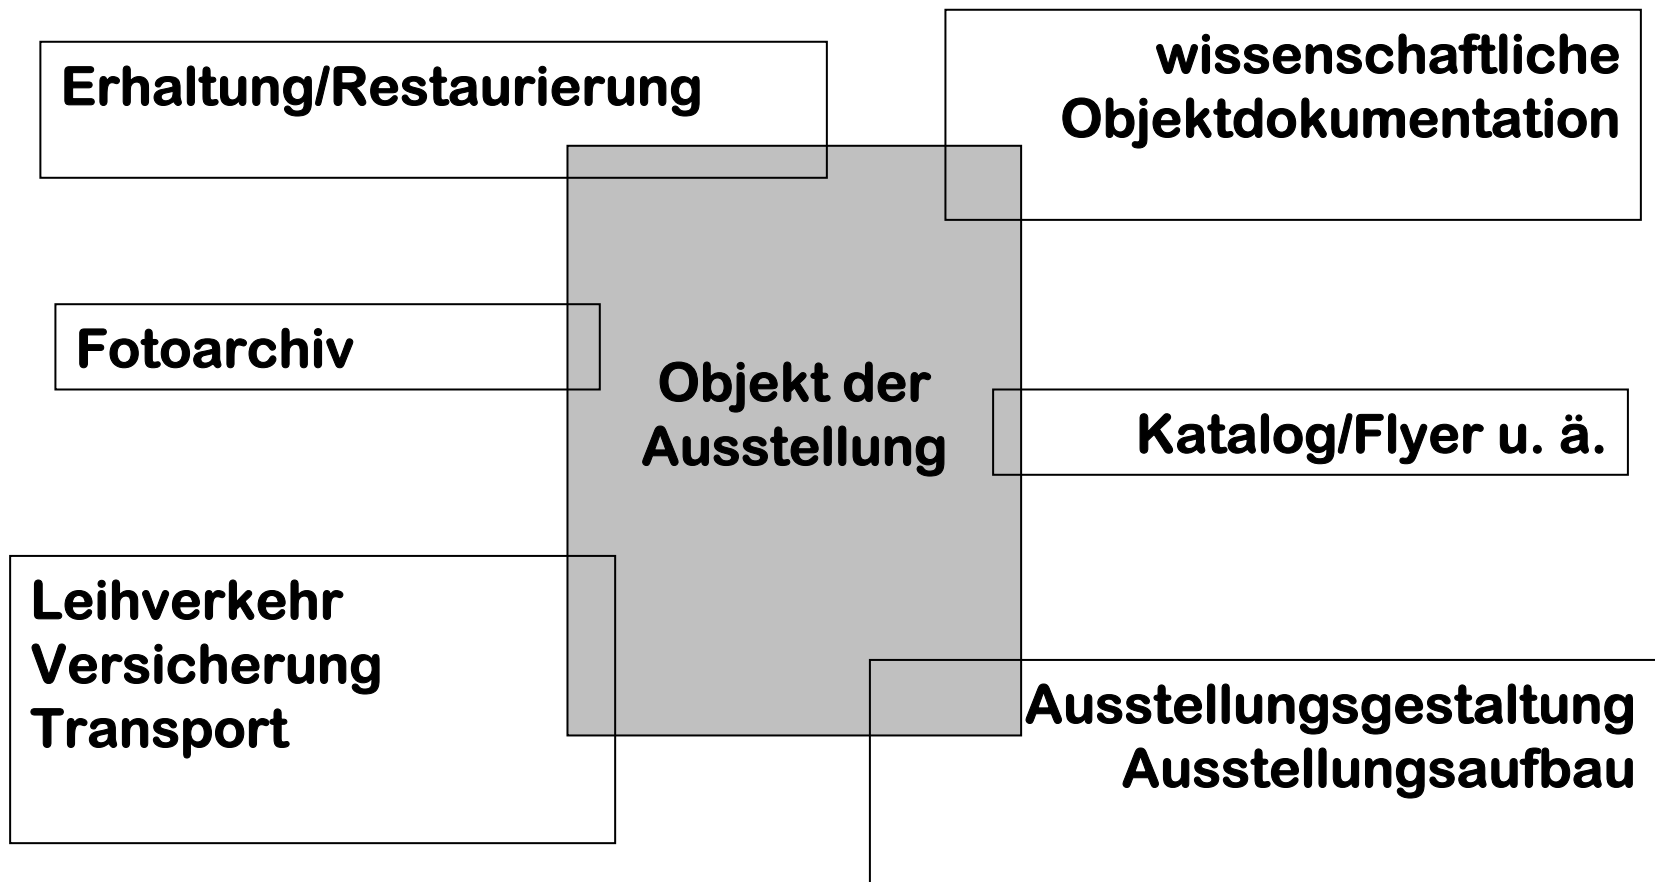 Erhaltung/Restaurierung
wissenschaftliche
Objektdokumentation
Fotoarchiv
Objekt der
Ausstellung
Katalog/Flyer u. ä.
Leihverkehr
Versicherung
Transport
Ausstellungsgestaltung
Ausstellungsaufbau